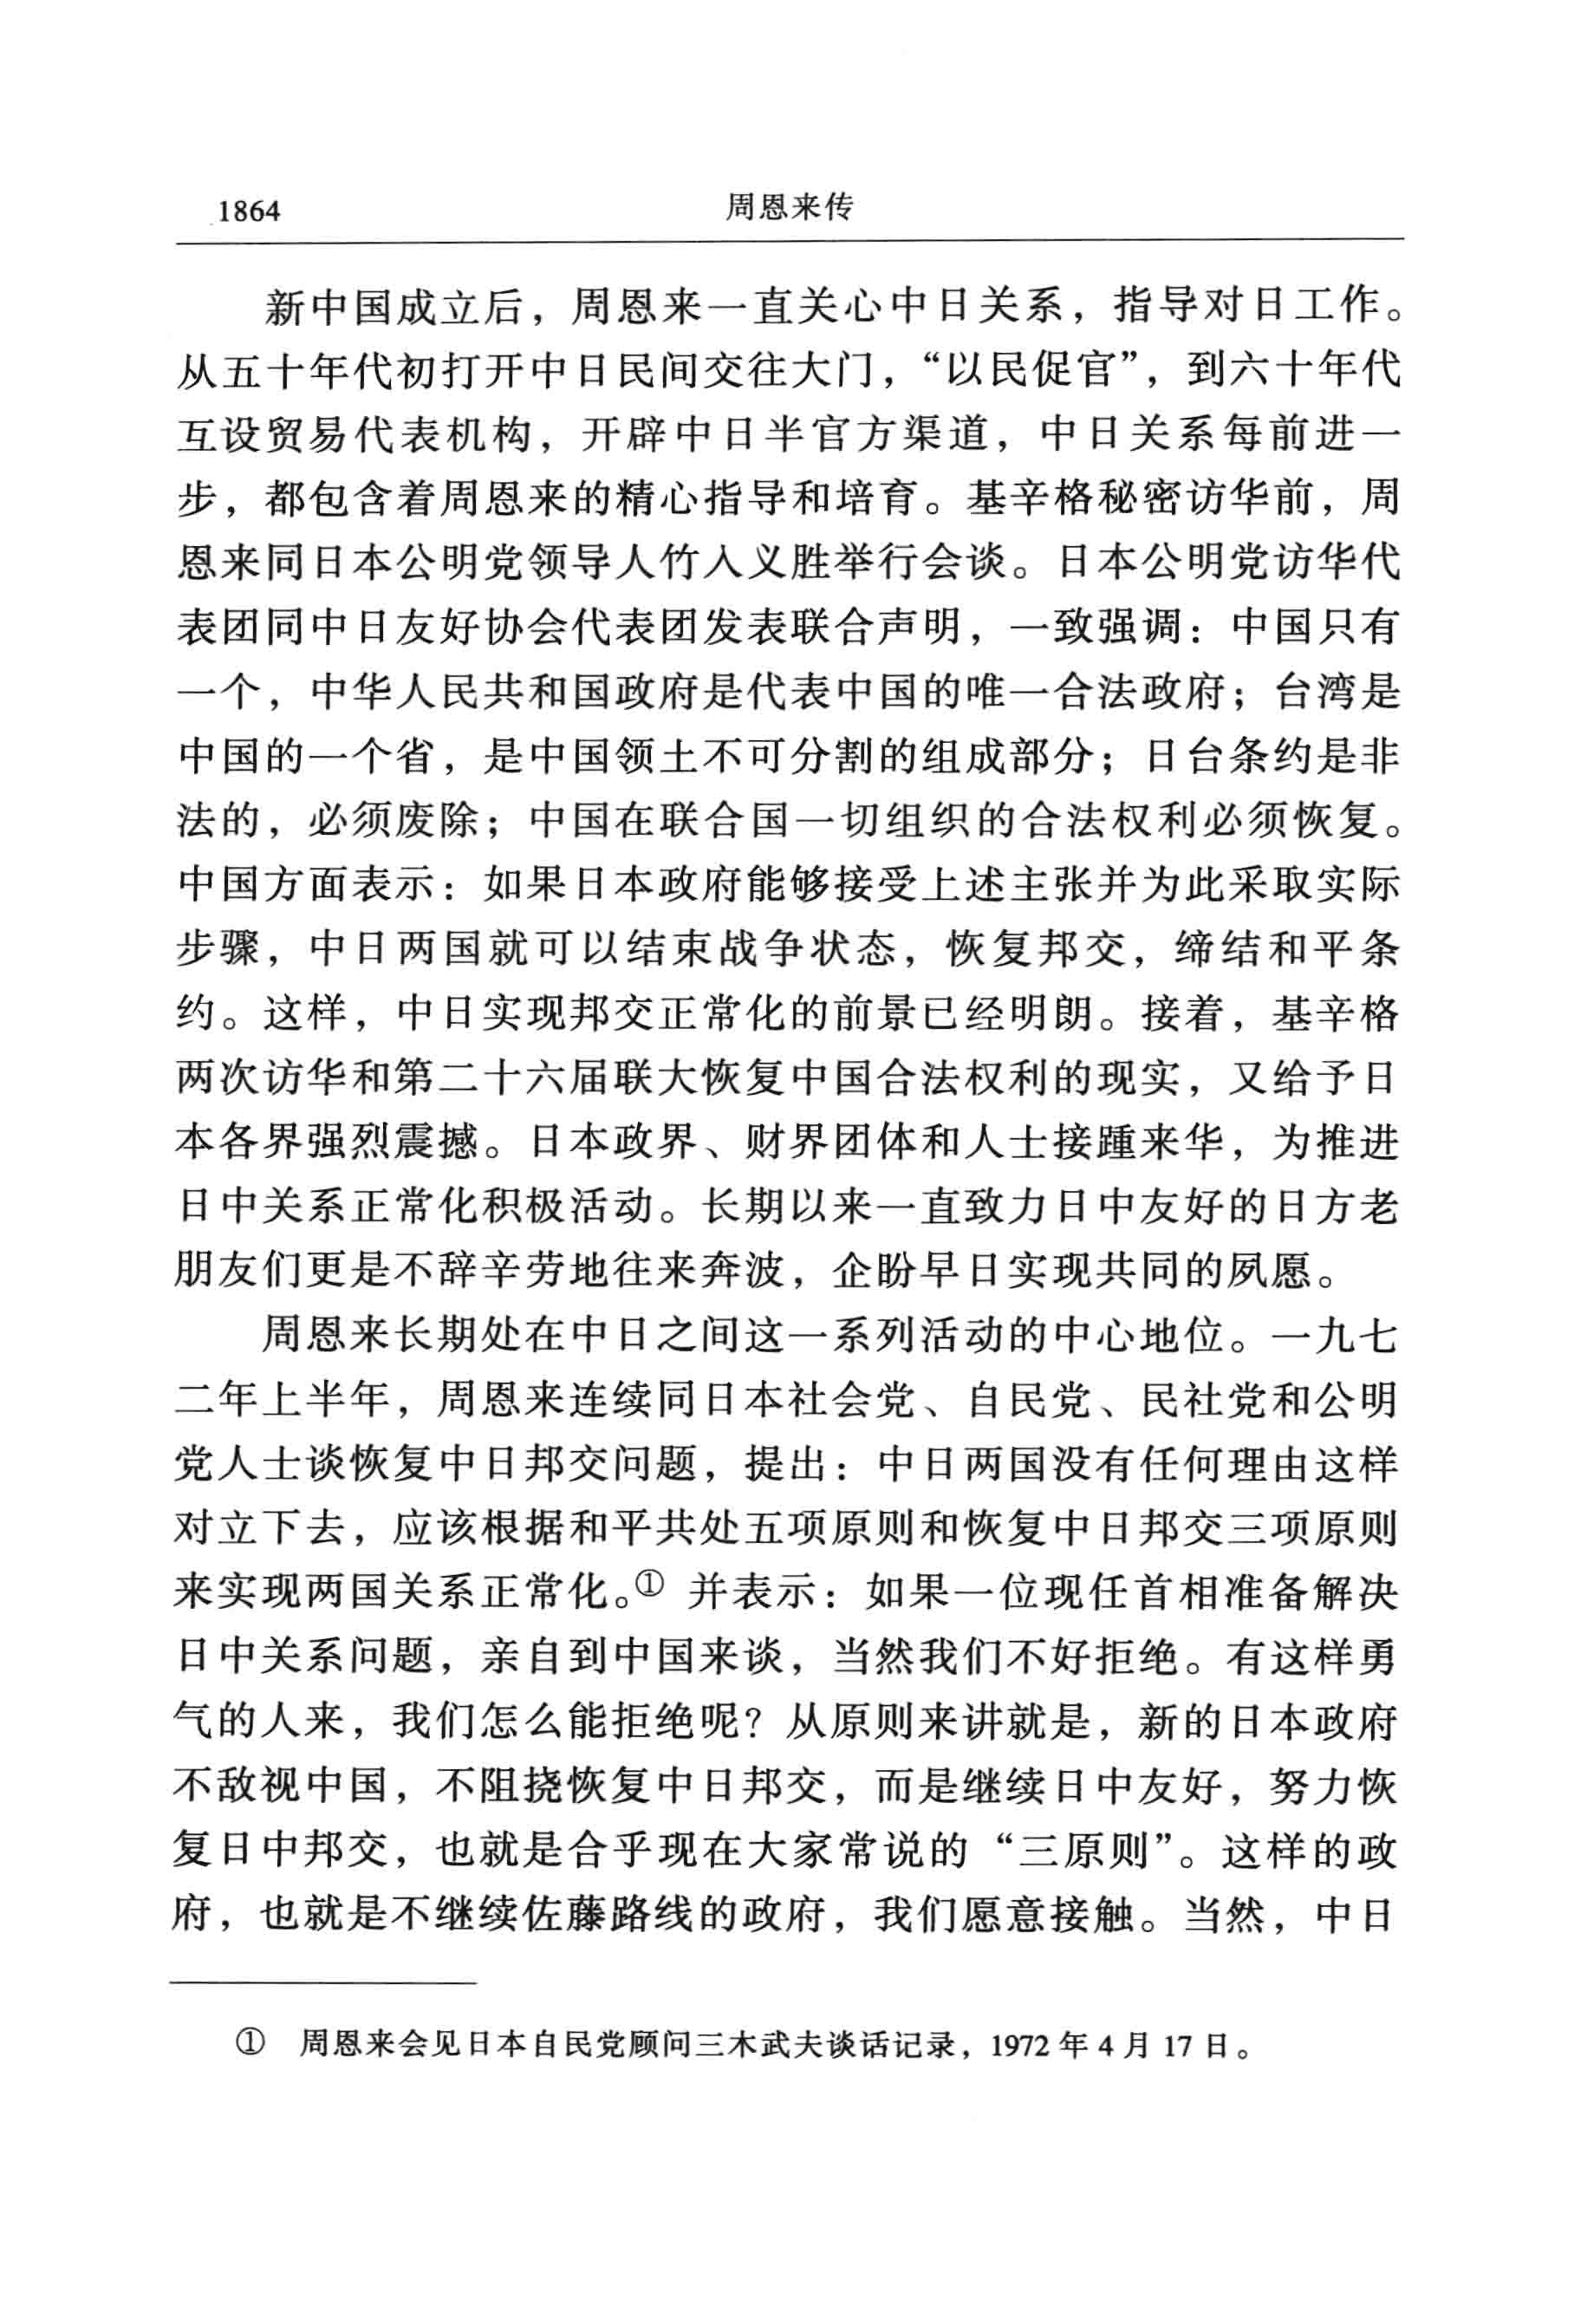 1864
周恩来传
新中国成立后，周恩来一直关心中日关系，指导对日工作。
从五十年代初打开中日民间交往大门，“以民促官”，到六十年代
互设贸易代表机构，开辟中日半官方渠道，中日关系每前进一
步，都包含着周恩来的精心指导和培育。基辛格秘密访华前，周
恩来同日本公明党领导人竹入义胜举行会谈。日本公明党访华代
表团同中日友好协会代表团发表联合声明，一致强调：中国只有
一个，中华人民共和国政府是代表中国的唯一合法政府；台湾是
中国的一个省，是中国领土不可分割的组成部分；日台条约是非
法的，必须废除；中国在联合国一切组织的合法权利必须恢复。
中国方面表示：如果日本政府能够接受上述主张并为此采取实际
步骤，中日两国就可以结束战争状态，恢复邦交，缔结和平条
约。这样，中日实现邦交正常化的前景已经明朗。接着，基辛格
两次访华和第二十六届联大恢复中国合法权利的现实，又给予日
本各界强烈震撼。日本政界、财界团体和人士接踵来华，为推进
日中关系正常化积极活动。长期以来一直致力日中友好的日方老
朋友们更是不辞辛劳地往来奔波，企盼早日实现共同的夙愿。
周恩来长期处在中日之间这一系列活动的中心地位。一九七
二年上半年，周恩来连续同日本社会党、自民党、民社党和公明
党人士谈恢复中日邦交问题，提出：中日两国没有任何理由这样
对立下去，应该根据和平共处五项原则和恢复中日邦交三项原则
来实现两国关系正常化。① 并表示：如果一位现任首相准备解决
日中关系问题，亲自到中国来谈，当然我们不好拒绝。有这样勇
气的人来，我们怎么能拒绝呢？从原则来讲就是，新的日本政府
不敌视中国，不阻挠恢复中日邦交，而是继续日中友好，努力恢
复日中邦交，也就是合乎现在大家常说的“三原则”。这样的政
府，也就是不继续佐藤路线的政府，我们愿意接触。当然，中日
① 周恩来会见日本自民党顾问三木武夫谈话记录，1972 年 4 月 17 日。